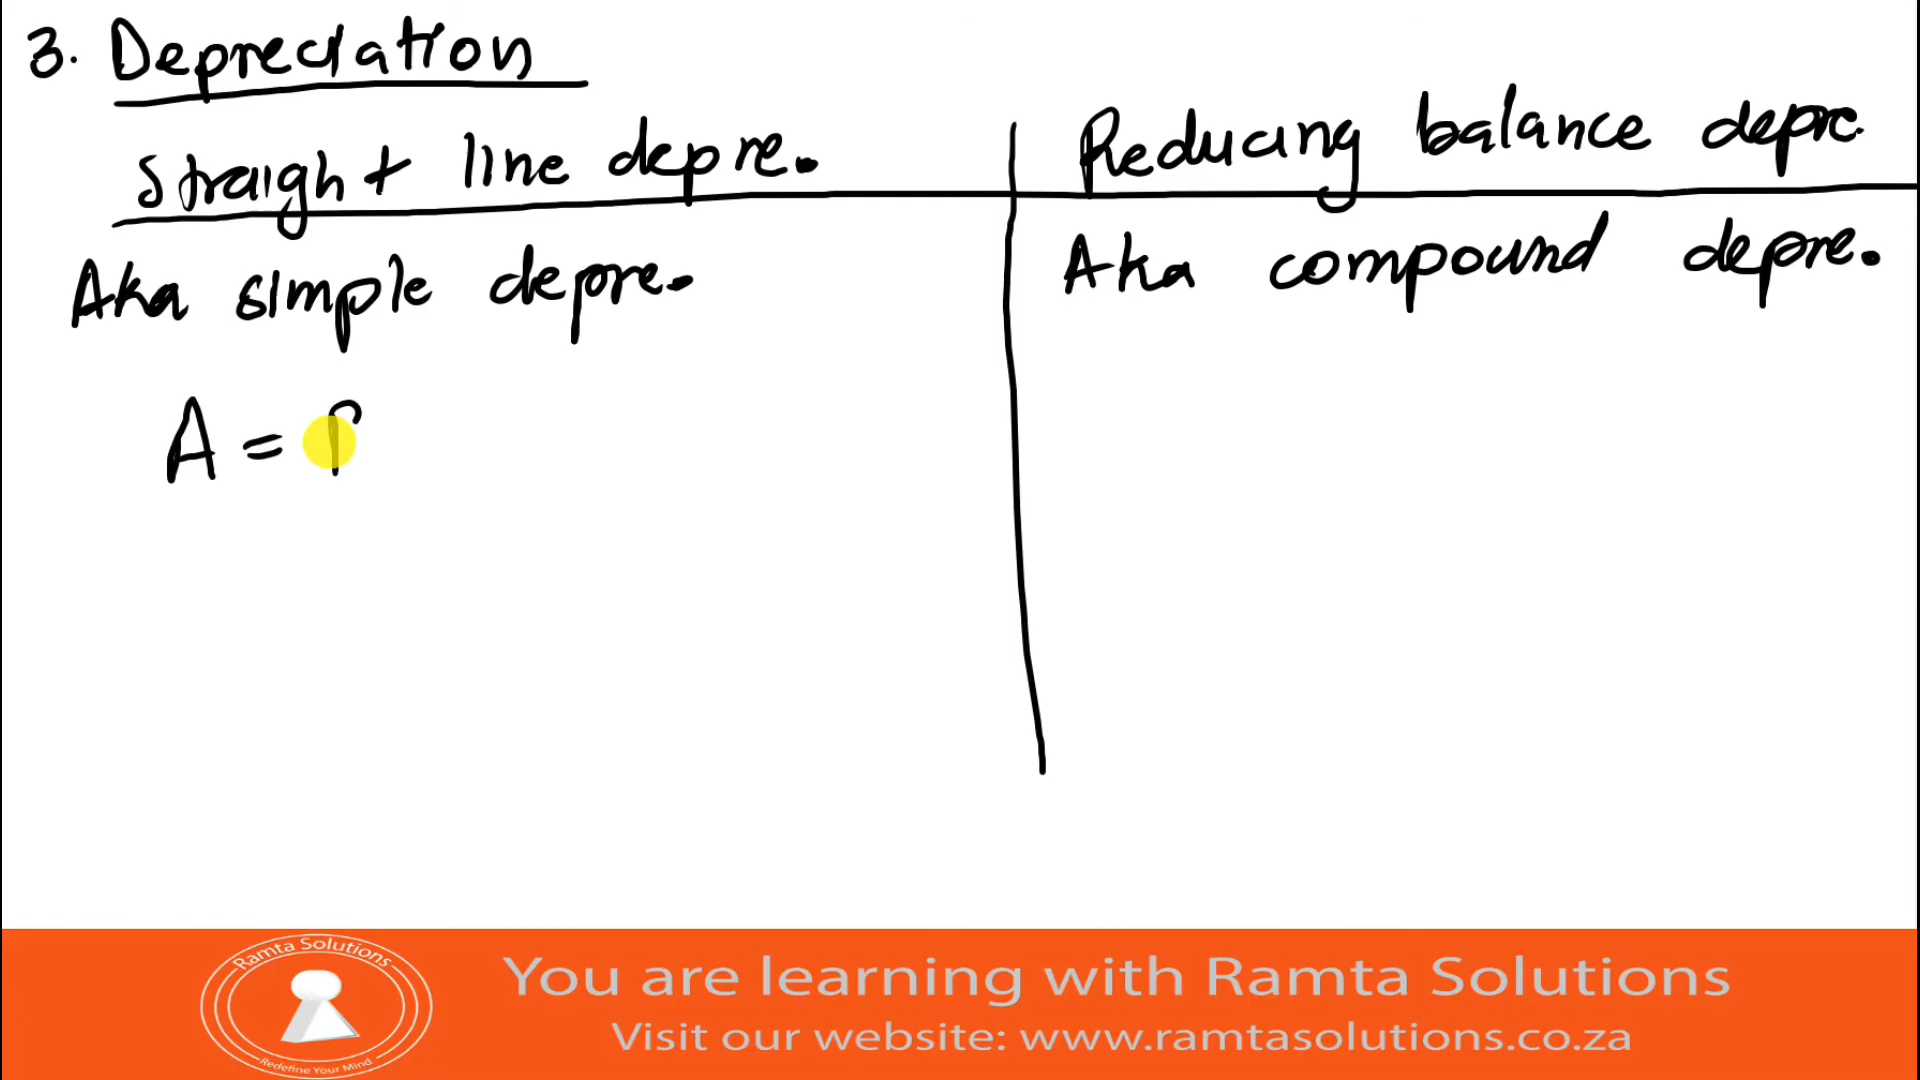 3. Depreciation
Straight line depre.
Reducing balance depre.
Aka simple depre.
Aka compound depre.
A = P
Ramta Solutions
Redefine Your Mind
You are learning with Ramta Solutions
Visit our website: www.ramtasolutions.co.za